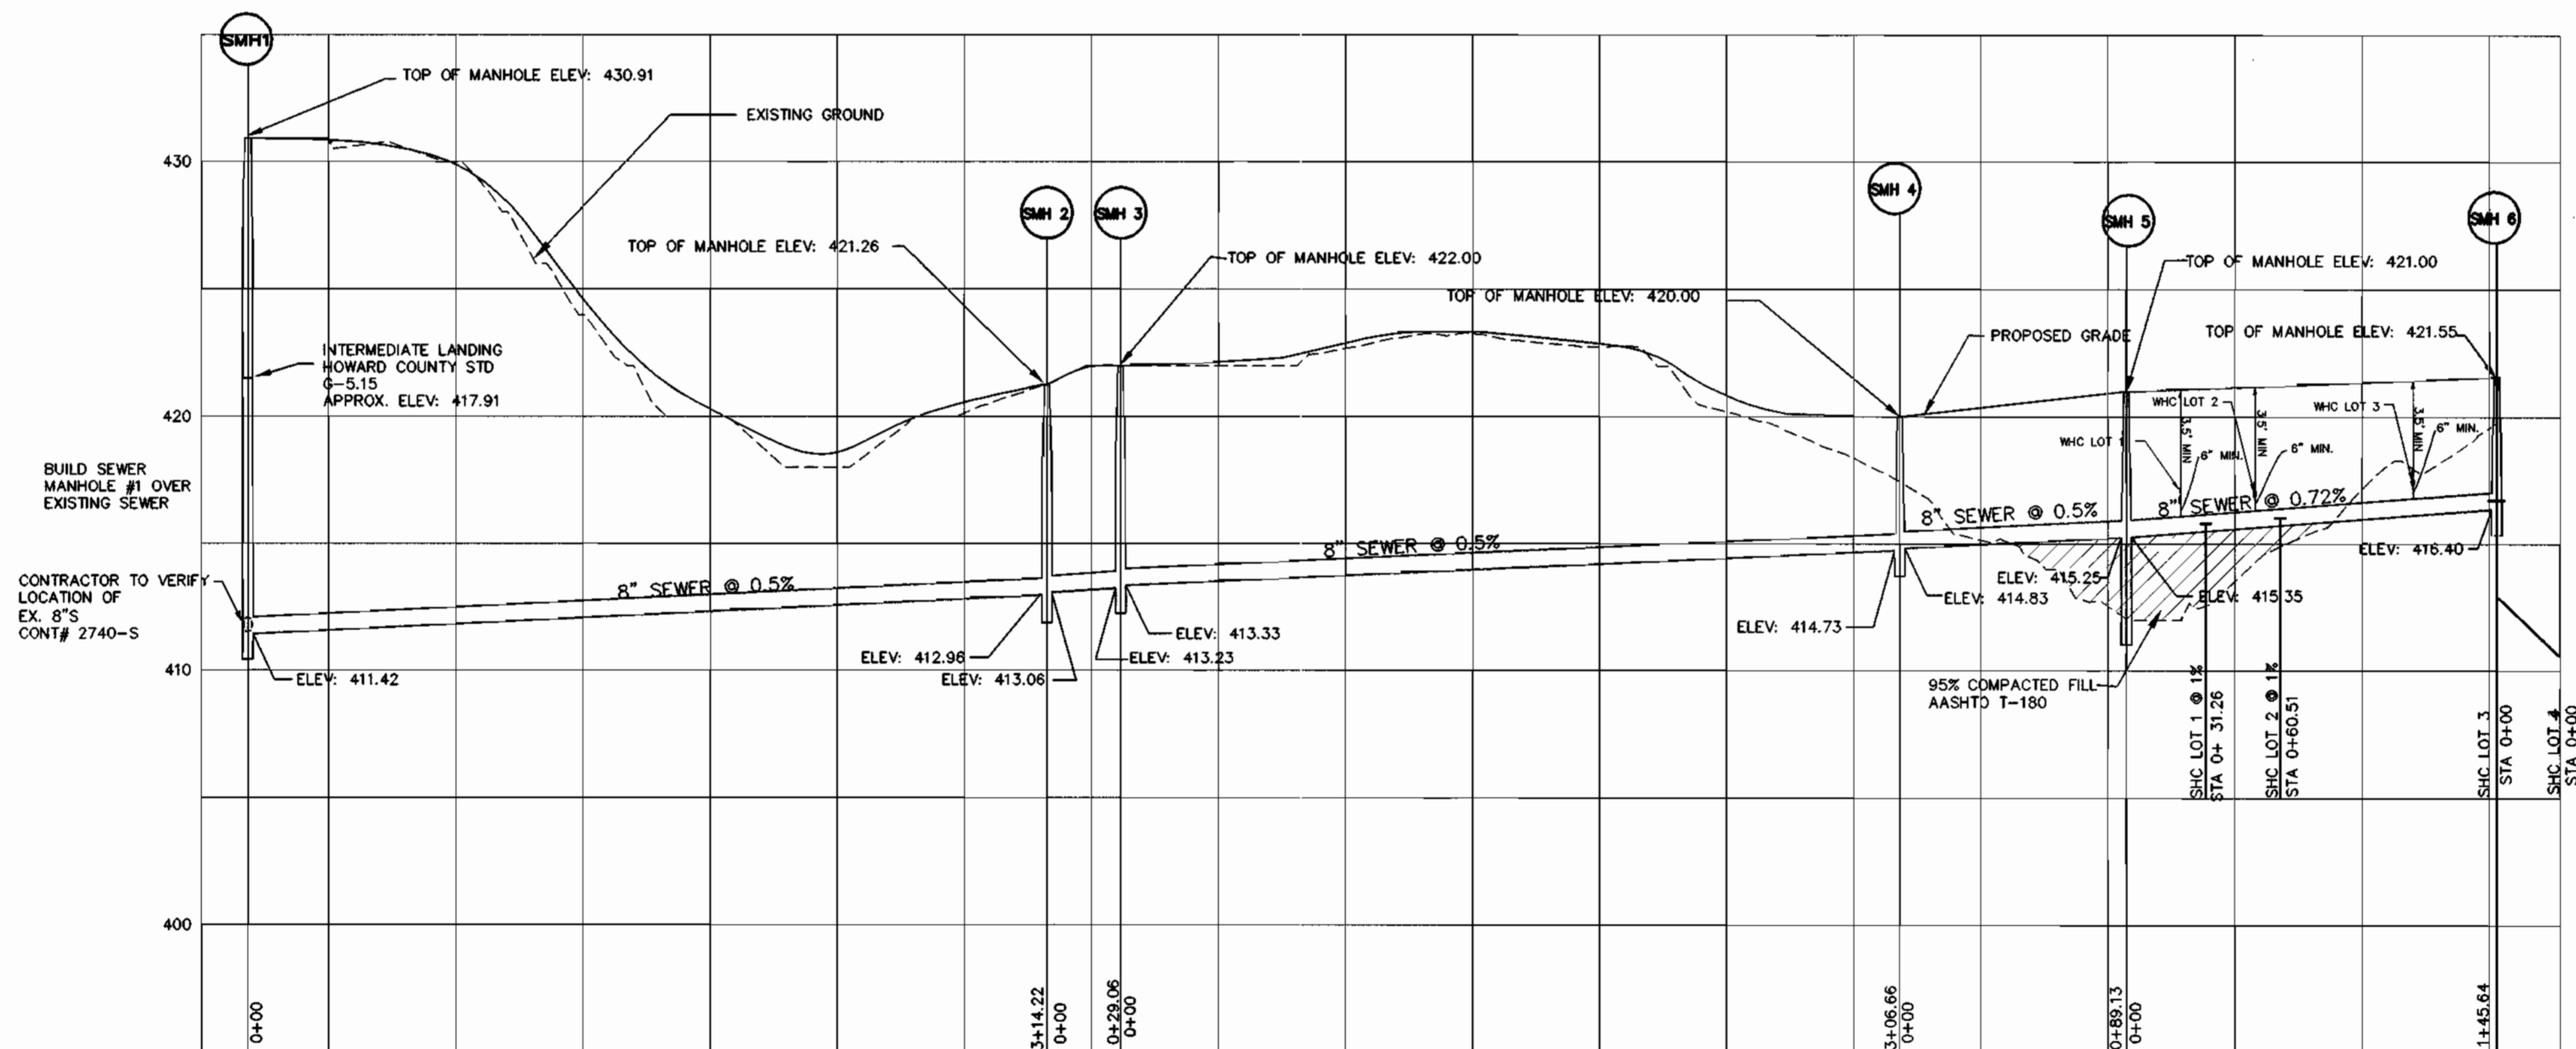 SMH1
TOP OF MANHOLE ELEV: 430.91
EXISTING GROUND
430
SMH 2
SMH 3
SMH 4
SMH 5
SMH 6
TOP OF MANHOLE ELEV: 421.26
TOP OF MANHOLE ELEV: 422.00
TOP OF MANHOLE ELEV: 420.00
TOP OF MANHOLE ELEV: 421.00
PROPOSED GRADE
TOP OF MANHOLE ELEV: 421.55
INTERMEDIATE LANDING
HOWARD COUNTY STD
G-5.15
APPROX. ELEV: 417.91
420
WHC LOT 1
3.5' MIN
6" MIN.
WHC LOT 2
3.5' MIN
6" MIN.
WHC LOT 3
3.5' MIN
6" MIN.
BUILD SEWER
MANHOLE #1 OVER
EXISTING SEWER
8" SEWER @ 0.5%
8" SEWER @ 0.5%
8" SEWER @ 0.5%
8" SEWER @ 0.72%
CONTRACTOR TO VERIFY
LOCATION OF
EX. 8"S
CONT# 2740-S
ELEV: 411.42
ELEV: 412.96
ELEV: 413.06
ELEV: 413.33
ELEV: 413.23
ELEV: 414.73
ELEV: 414.83
ELEV: 415.25
ELEV: 415.35
ELEV: 416.40
410
95% COMPACTED FILL
AASHTO T-180
SHC LOT 1 @ 1%
STA 0+ 31.26
SHC LOT 2 @ 1%
STA 0+60.51
SHC LOT 3
STA 0+00
SHC LOT 4
STA 0+00
400
0+00
3+14.22
0+00
0+29.06
0+00
3+06.66
0+00
0+89.13
0+00
1+45.64